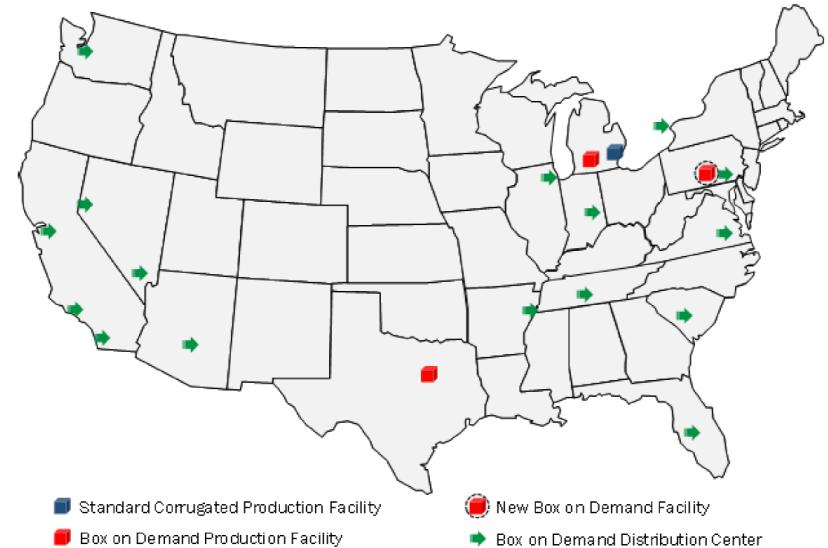 Standard Corrugated Production Facility
New Box on Demand Facility
Box on Demand Production Facility
Box on Demand Distribution Center